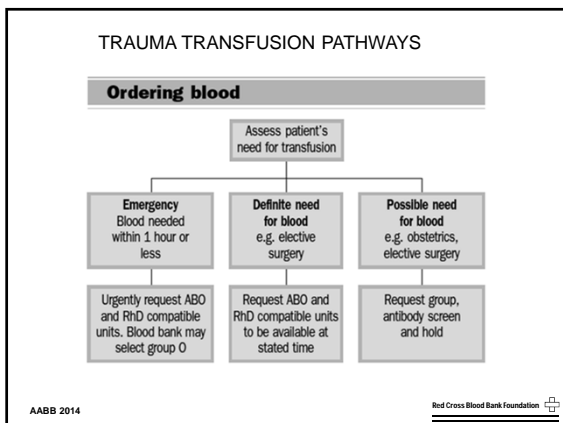 TRAUMA TRANSFUSION PATHWAYS
Ordering blood
Assess patient's
need for transfusion
Emergency
Blood needed
within 1 hour or
less
Definite need
for blood
e.g. elective
surgery
Possible need
for blood
e.g. obstetrics,
elective surgery
Urgently request ABO
and RhD compatible
units. Blood bank may
select group O
Request ABO and
RhD compatible units
to be available at
stated time
Request group,
antibody screen
and hold
AABB 2014
Red Cross Blood Bank Foundation